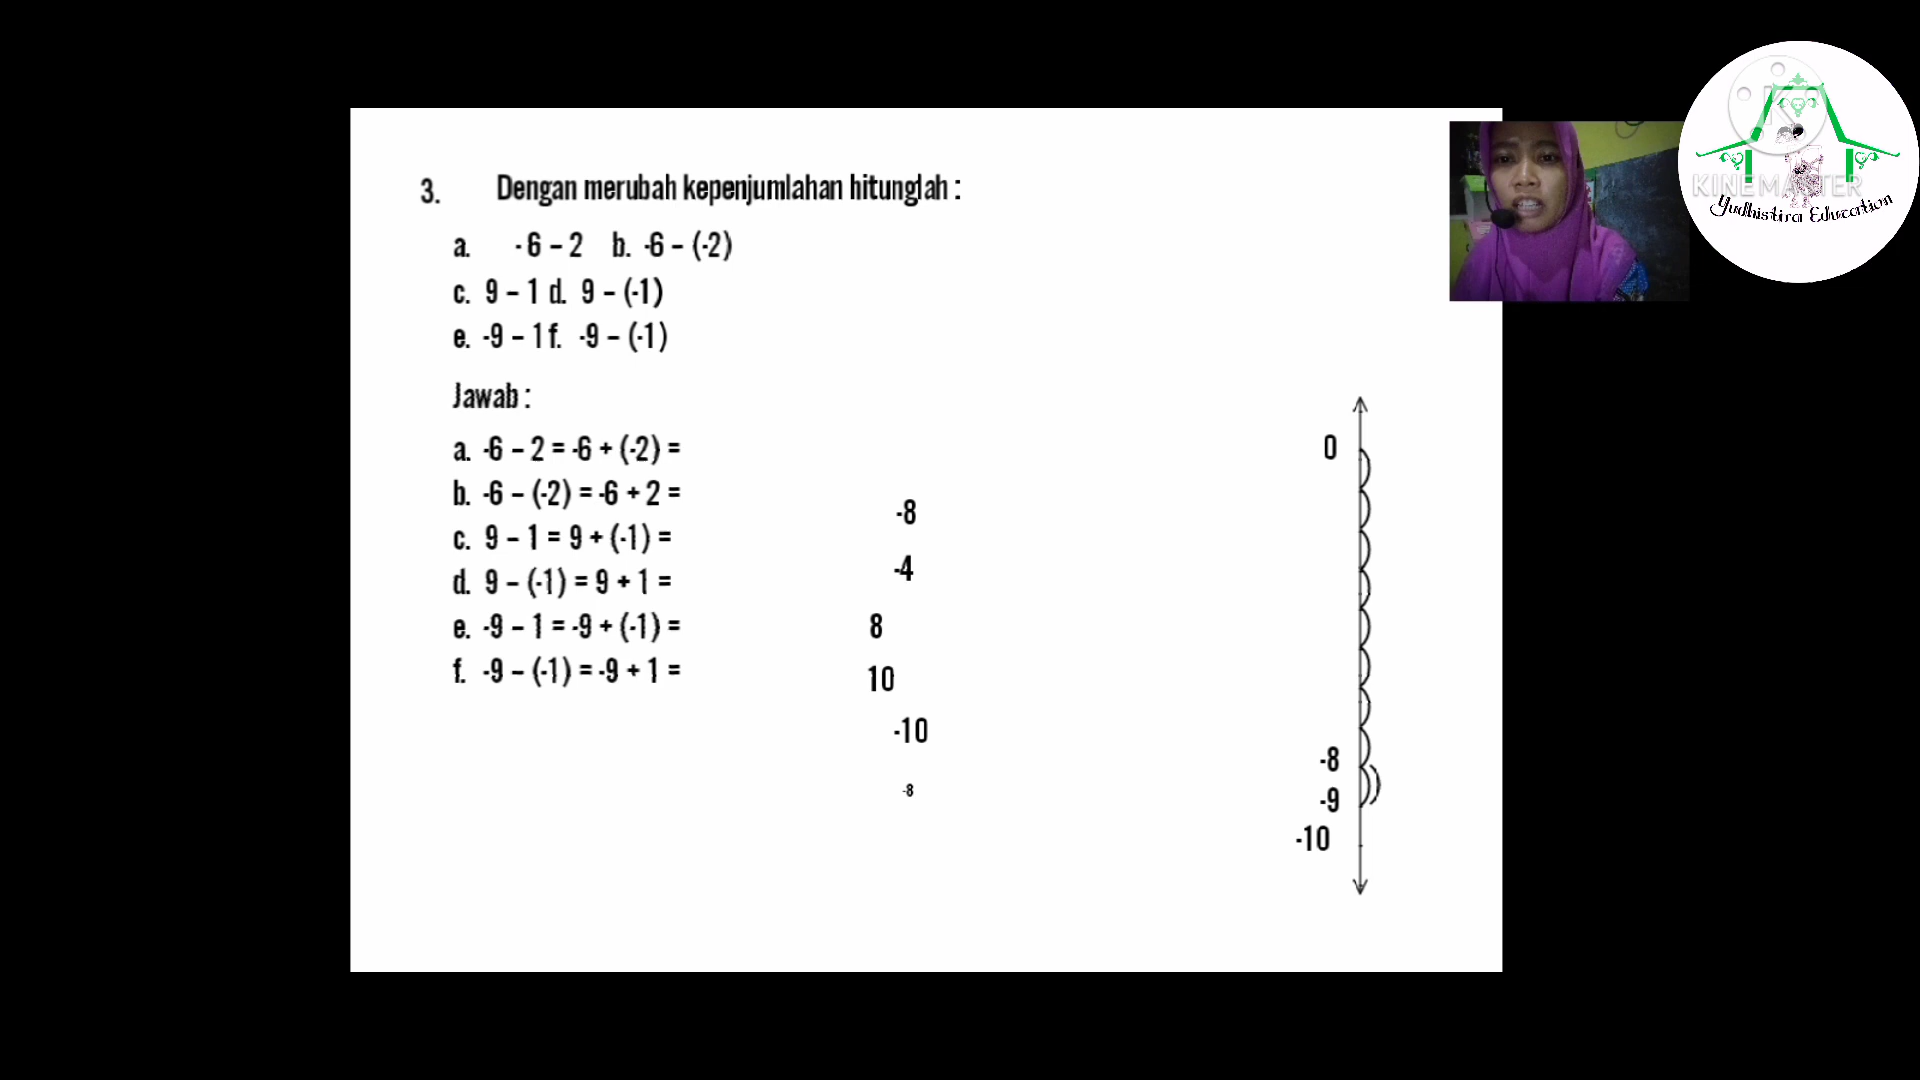 3. Dengan merubah kepenjumlahan hitunglah :
a. - 6 – 2 b. -6 – (-2)
c. 9 – 1 d. 9 – (-1)
e. -9 – 1 f. -9 – (-1)
Jawab :
a. -6 – 2 = -6 + (-2) =
b. -6 – (-2) = -6 + 2 =
c. 9 – 1 = 9 + (-1) =
d. 9 – (-1) = 9 + 1 =
e. -9 – 1 = -9 + (-1) =
f. -9 – (-1) = -9 + 1 =
-8
-4
8
10
-10
-8
0
-8
-9
-10
KINEMASTER
Yudhistira Education